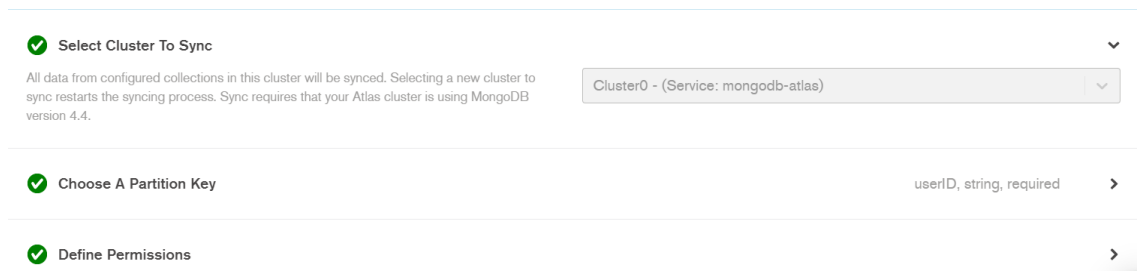 Select Cluster To Sync
All data from configured collections in this cluster will be synced. Selecting a new cluster to
sync restarts the syncing process. Sync requires that your Atlas cluster is using MongoDB
version 4.4.
Cluster0 - (Service: mongodb-atlas)
Choose A Partition Key
userID, string, required
Define Permissions